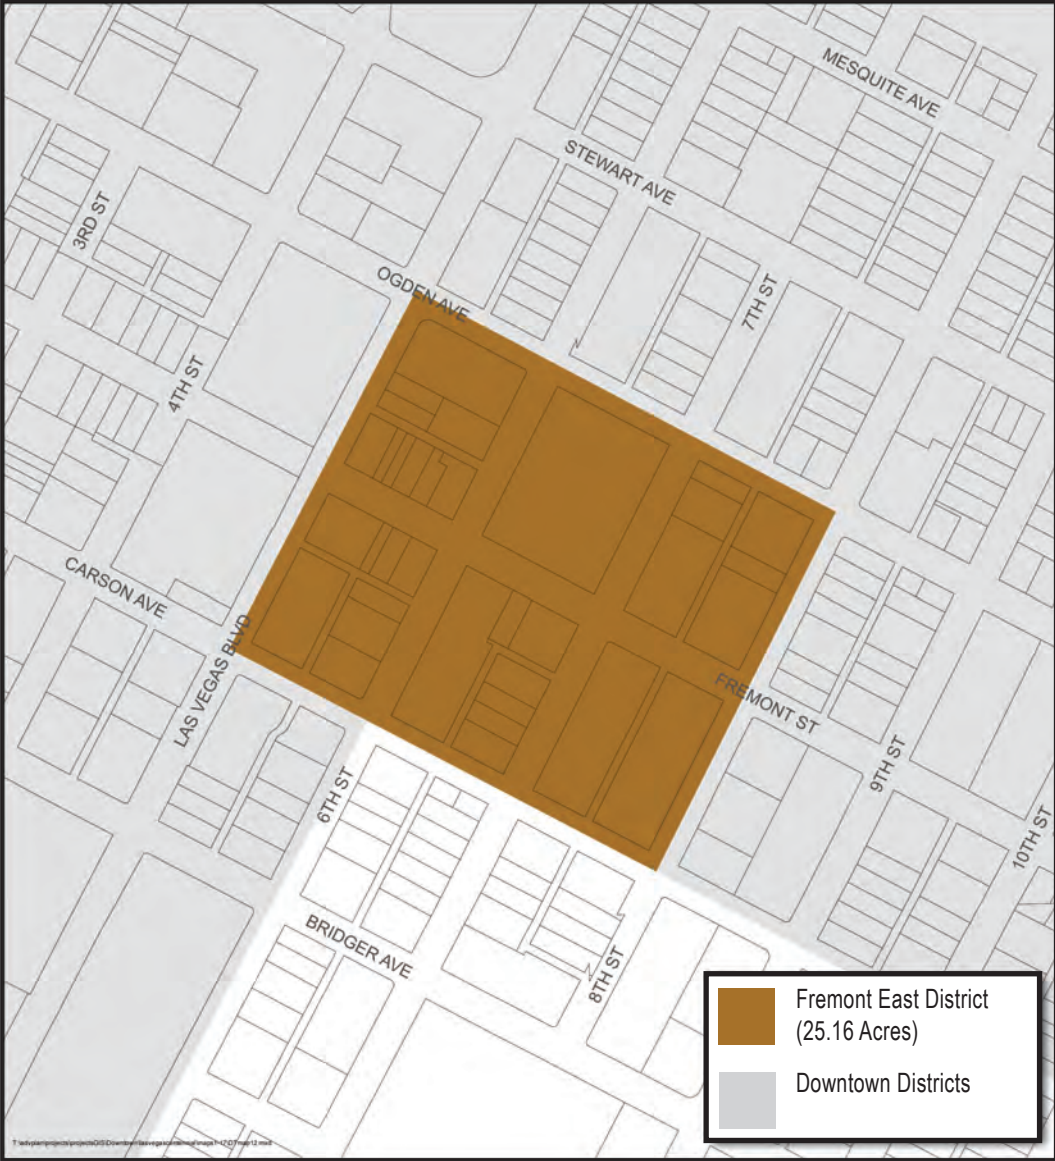 MESQUITE AVE
STEWART AVE
3RD ST
OGDEN AVE
7TH ST
4TH ST
CARSON AVE
LAS VEGAS BLVD
FREMONT ST
6TH ST
9TH ST
10TH ST
BRIDGER AVE
8TH ST
Fremont East District
(25.16 Acres)
Downtown Districts